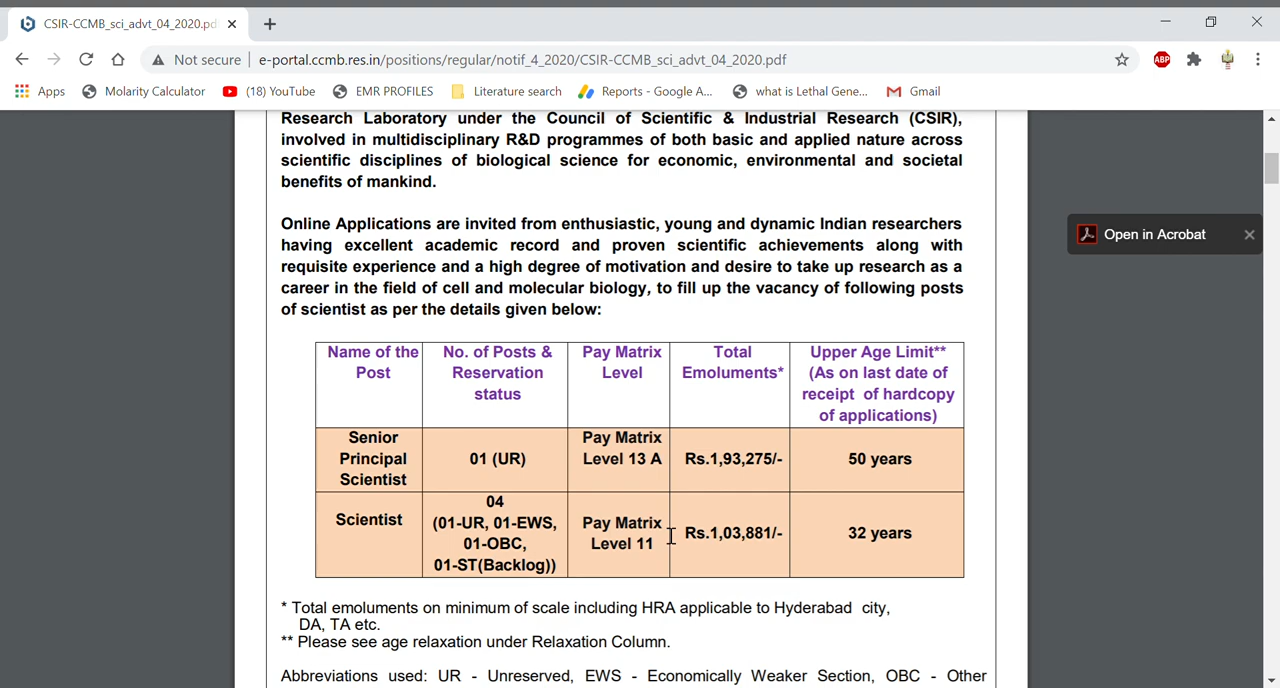 CSIR-CCMB_sci_advt_04_2020.pd
Not secure | e-portal.ccmb.res.in/positions/regular/notif_4_2020/CSIR-CCMB_sci_advt_04_2020.pdf
ABP
Apps Molarity Calculator (18) YouTube EMR PROFILES Literature search Reports - Google A... what is Lethal Gene... Gmail
Research Laboratory under the Council of Scientific & Industrial Research (CSIR),
involved in multidisciplinary R&D programmes of both basic and applied nature across
scientific disciplines of biological science for economic, environmental and societal
benefits of mankind.
Online Applications are invited from enthusiastic, young and dynamic Indian researchers
having excellent academic record and proven scientific achievements along with
requisite experience and a high degree of motivation and desire to take up research as a
career in the field of cell and molecular biology, to fill up the vacancy of following posts
of scientist as per the details given below:
Open in Acrobat
Name of the
Post
No. of Posts &
Reservation
status
Pay Matrix
Level
Total
Emoluments*
Upper Age Limit**
(As on last date of
receipt of hardcopy
of applications)
Senior
Principal
Scientist
01 (UR)
Pay Matrix
Level 13 A
Rs.1,93,275/-
50 years
Scientist
04
(01-UR, 01-EWS,
01-OBC,
01-ST(Backlog))
Pay Matrix
Level 11
Rs.1,03,881/-
32 years
* Total emoluments on minimum of scale including HRA applicable to Hyderabad city,
DA, TA etc.
** Please see age relaxation under Relaxation Column.
Abbreviations used: UR - Unreserved, EWS - Economically Weaker Section, OBC - Other